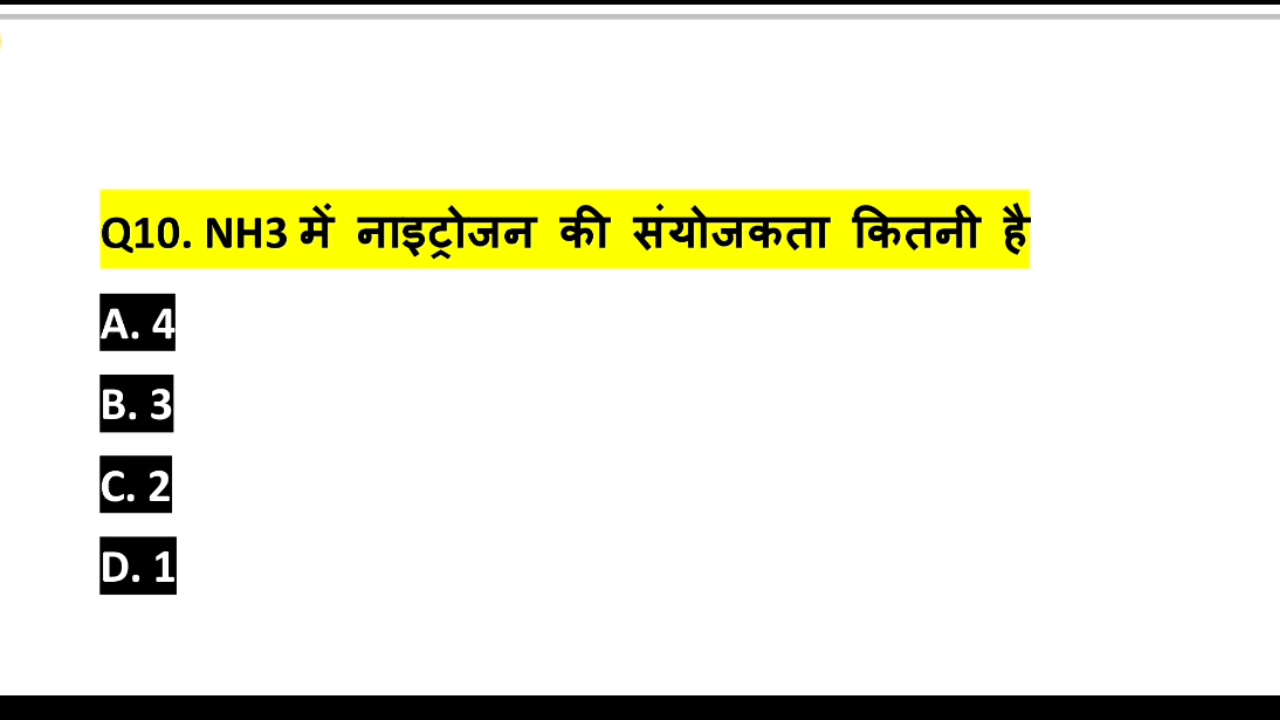 Q10. NH3 में नाइट्रोजन की संयोजकता कितनी है
A. 4
B. 3
C. 2
D. 1